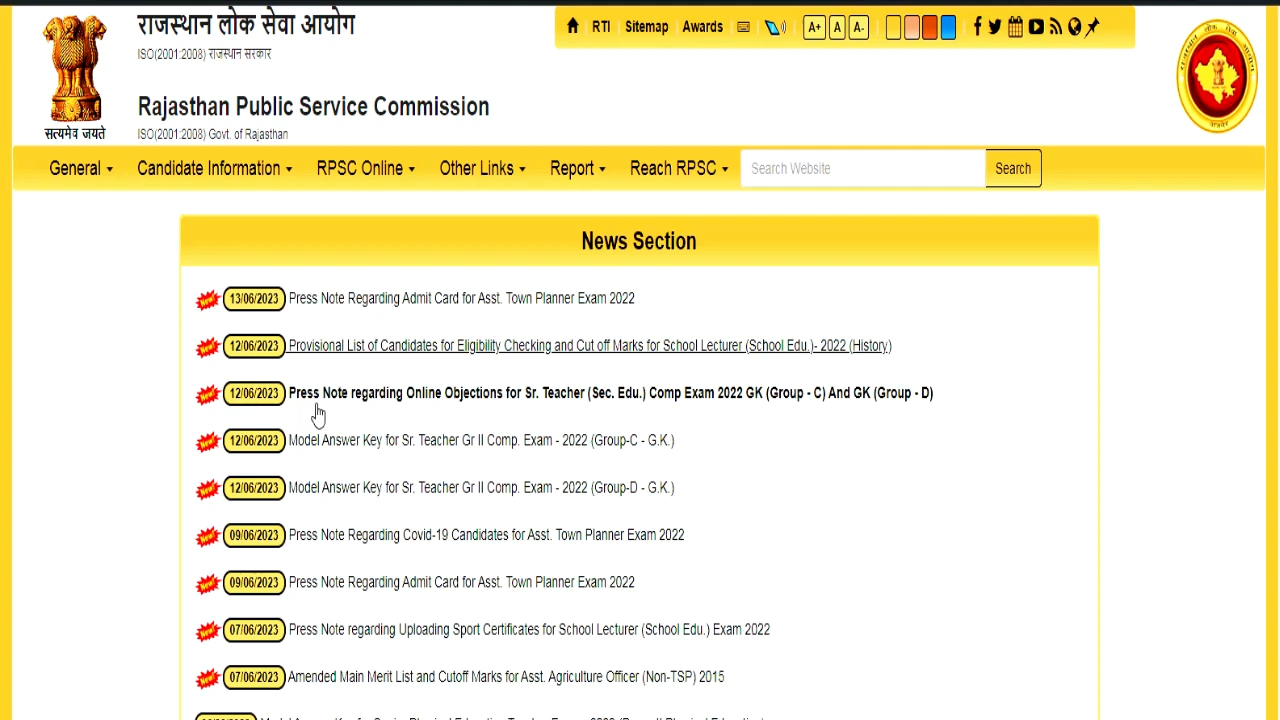 राजस्थान लोक सेवा आयोग
ISO(2001:2008) राजस्थान सरकार
Rajasthan Public Service Commission
ISO(2001:2008) Govt. of Rajasthan
सत्यमेव जयते
RTI Sitemap Awards A+ A A-
General Candidate Information RPSC Online Other Links Report Reach RPSC Search Website Search
News Section
New! 13/06/2023 Press Note Regarding Admit Card for Asst. Town Planner Exam 2022
New! 12/06/2023 Provisional List of Candidates for Eligibility Checking and Cut off Marks for School Lecturer (School Edu.)- 2022 (History)
New! 12/06/2023 Press Note regarding Online Objections for Sr. Teacher (Sec. Edu.) Comp Exam 2022 GK (Group - C) And GK (Group - D)
New! 12/06/2023 Model Answer Key for Sr. Teacher Gr II Comp. Exam - 2022 (Group-C - G.K.)
New! 12/06/2023 Model Answer Key for Sr. Teacher Gr II Comp. Exam - 2022 (Group-D - G.K.)
New! 09/06/2023 Press Note Regarding Covid-19 Candidates for Asst. Town Planner Exam 2022
New! 09/06/2023 Press Note Regarding Admit Card for Asst. Town Planner Exam 2022
New! 07/06/2023 Press Note regarding Uploading Sport Certificates for School Lecturer (School Edu.) Exam 2022
New! 07/06/2023 Amended Main Merit List and Cutoff Marks for Asst. Agriculture Officer (Non-TSP) 2015